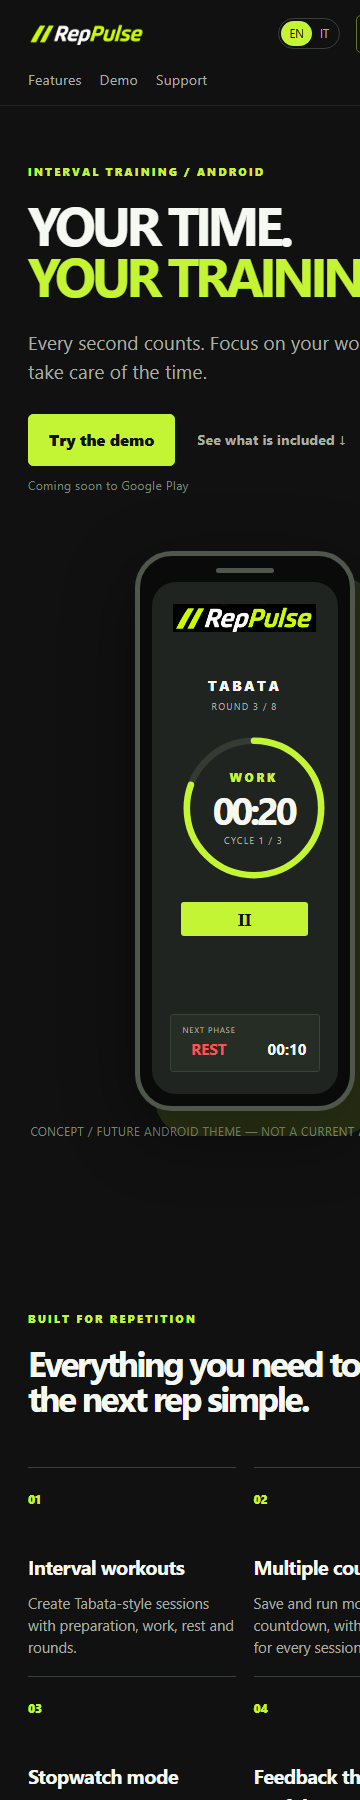 RepPulse
EN IT
Features Demo Support
INTERVAL TRAINING / ANDROID
YOUR TIME.
YOUR TRAININ
Every second counts. Focus on your wo
take care of the time.
Try the demo See what is included ↓
Coming soon to Google Play
RepPulse
TABATA
ROUND 3 / 8
WORK
00:20
CYCLE 1 / 3
II
NEXT PHASE
REST 00:10
CONCEPT / FUTURE ANDROID THEME — NOT A CURRENT
BUILT FOR REPETITION
Everything you need to
the next rep simple.
01
Interval workouts
Create Tabata-style sessions
with preparation, work, rest and
rounds.
02
Multiple cou
Save and run mo
countdown, with
for every session
03
Stopwatch mode
04
Feedback th